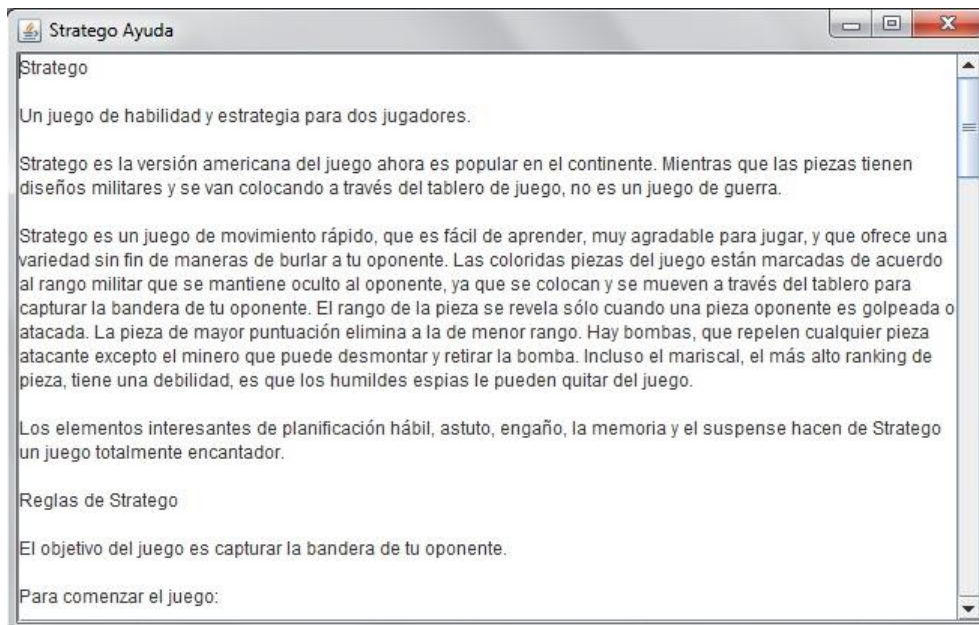 Stratego Ayuda
Stratego
Un juego de habilidad y estrategia para dos jugadores.
Stratego es la versión americana del juego ahora es popular en el continente. Mientras que las piezas tienen
diseños militares y se van colocando a través del tablero de juego, no es un juego de guerra.
Stratego es un juego de movimiento rápido, que es fácil de aprender, muy agradable para jugar, y que ofrece una
variedad sin fin de maneras de burlar a tu oponente. Las coloridas piezas del juego están marcadas de acuerdo
al rango militar que se mantiene oculto al oponente, ya que se colocan y se mueven a través del tablero para
capturar la bandera de tu oponente. El rango de la pieza se revela sólo cuando una pieza oponente es golpeada o
atacada. La pieza de mayor puntuación elimina a la de menor rango. Hay bombas, que repelen cualquier pieza
atacante excepto el minero que puede desmontar y retirar la bomba. Incluso el mariscal, el más alto ranking de
pieza, tiene una debilidad, es que los humildes espias le pueden quitar del juego.
Los elementos interesantes de planificación hábil, astuto, engaño, la memoria y el suspense hacen de Stratego
un juego totalmente encantador.
Reglas de Stratego
El objetivo del juego es capturar la bandera de tu oponente.
Para comenzar el juego: